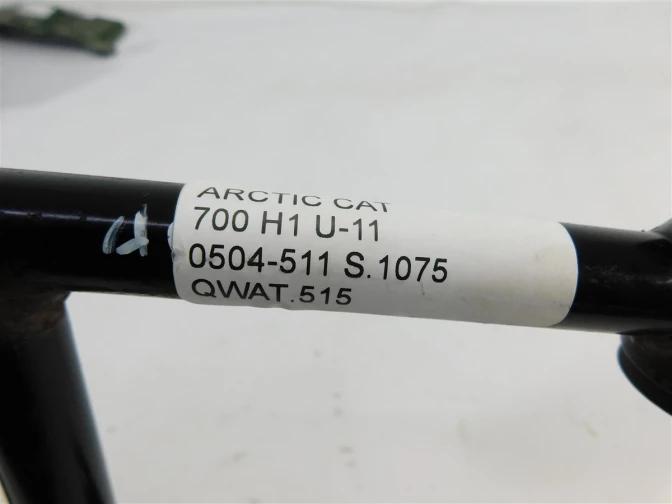 ARCTIC CAT
700 H1 U-11
0504-511 S.1075
QWAT.515